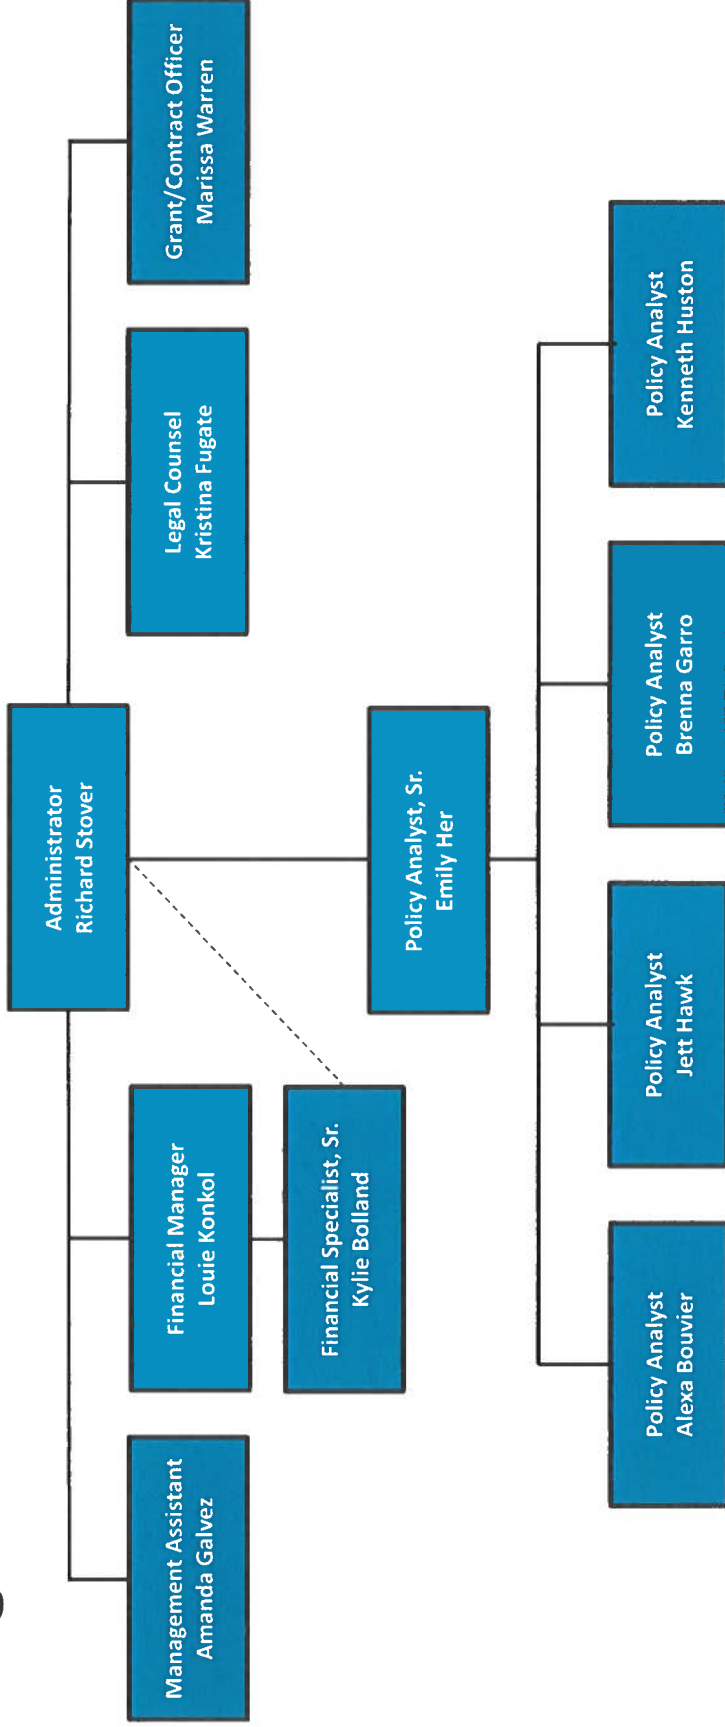 Administrator
Richard Stover
Management Assistant
Amanda Galvez
Financial Manager
Louie Konkol
Legal Counsel
Kristina Fugate
Grant/Contract Officer
Marissa Warren
Financial Specialist, Sr.
Kylie Bolland
Policy Analyst, Sr.
Emily Her
Policy Analyst
Alexa Bouvier
Policy Analyst
Jett Hawk
Policy Analyst
Brenna Garro
Policy Analyst
Kenneth Huston